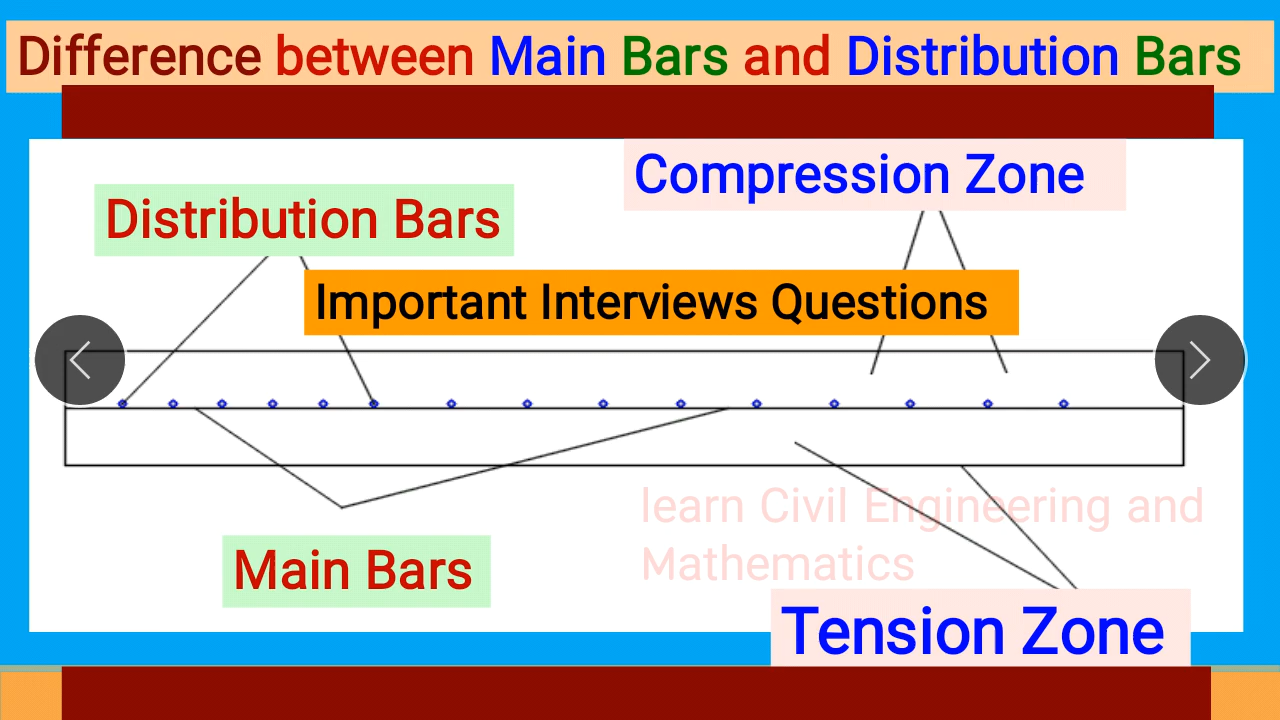 Difference between Main Bars and Distribution Bars
Compression Zone
Distribution Bars
Important Interviews Questions
learn Civil Engineering and
Mathematics
Main Bars
Tension Zone